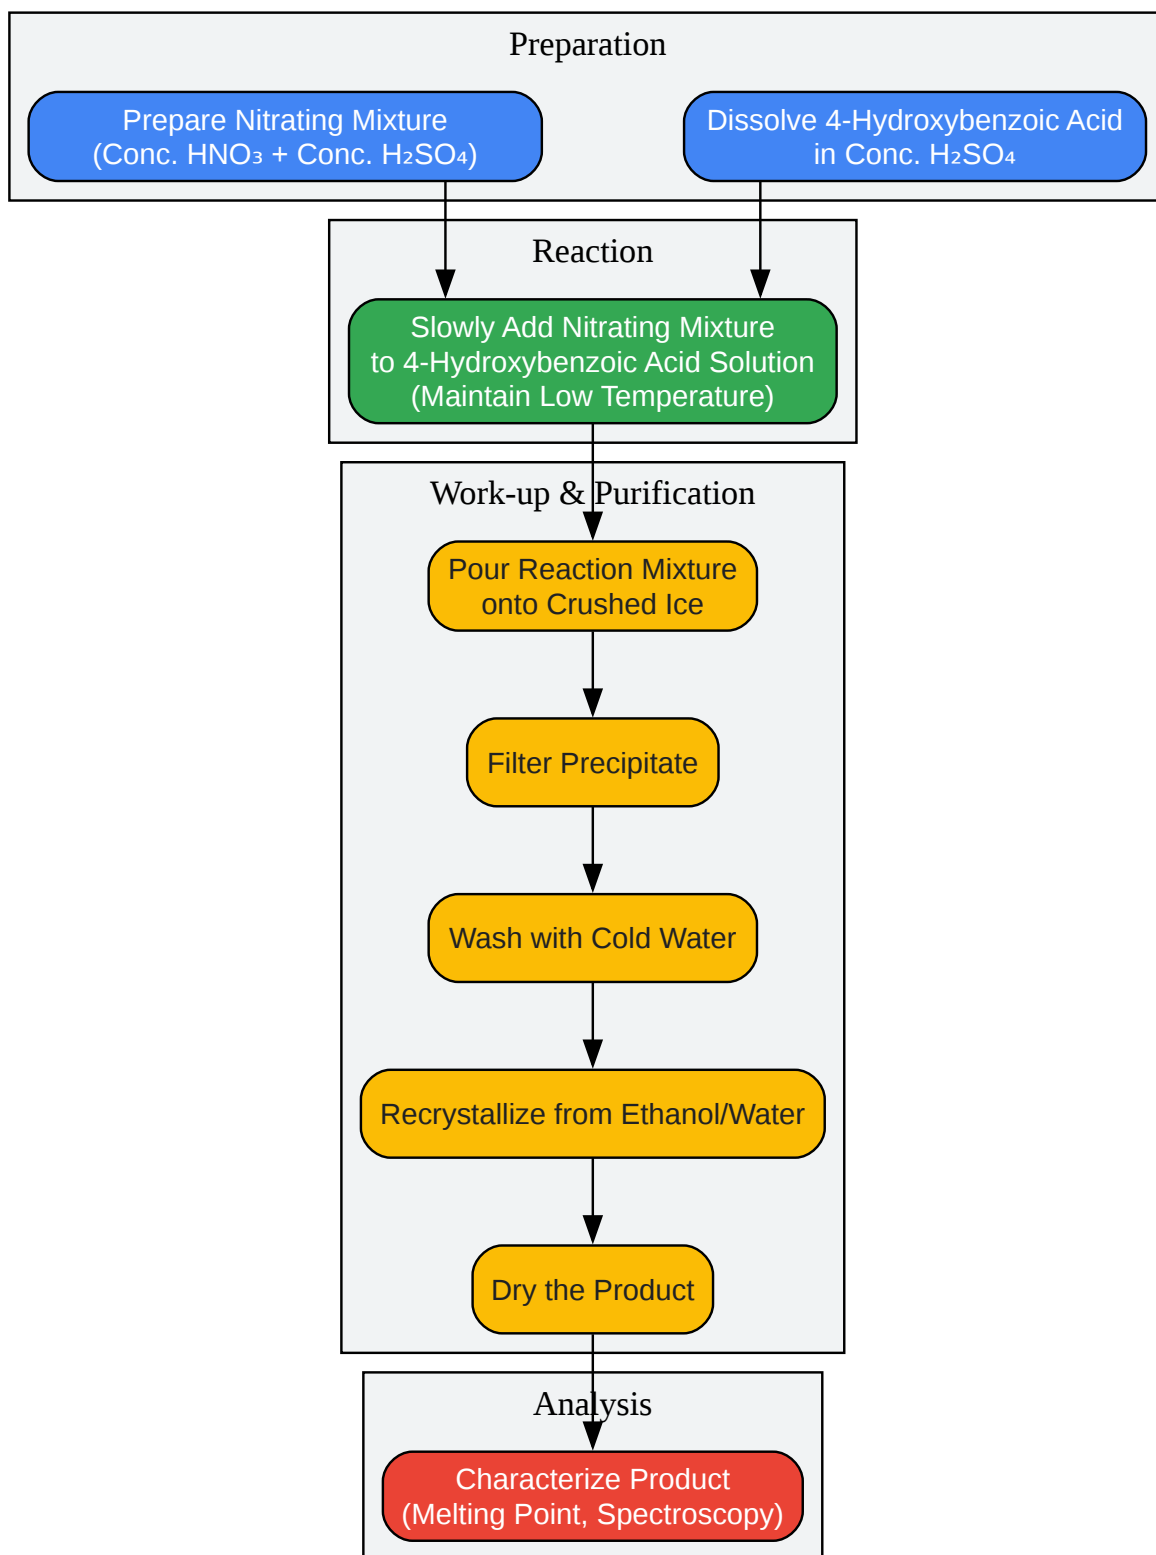 Preparation
Prepare Nitrating Mixture
(Conc. HNO₃ + Conc. H₂SO₄)
Dissolve 4-Hydroxybenzoic Acid
in Conc. H₂SO₄
Reaction
Slowly Add Nitrating Mixture
to 4-Hydroxybenzoic Acid Solution
(Maintain Low Temperature)
Work-up & Purification
Pour Reaction Mixture
onto Crushed Ice
Filter Precipitate
Wash with Cold Water
Recrystallize from Ethanol/Water
Dry the Product
Analysis
Characterize Product
(Melting Point, Spectroscopy)